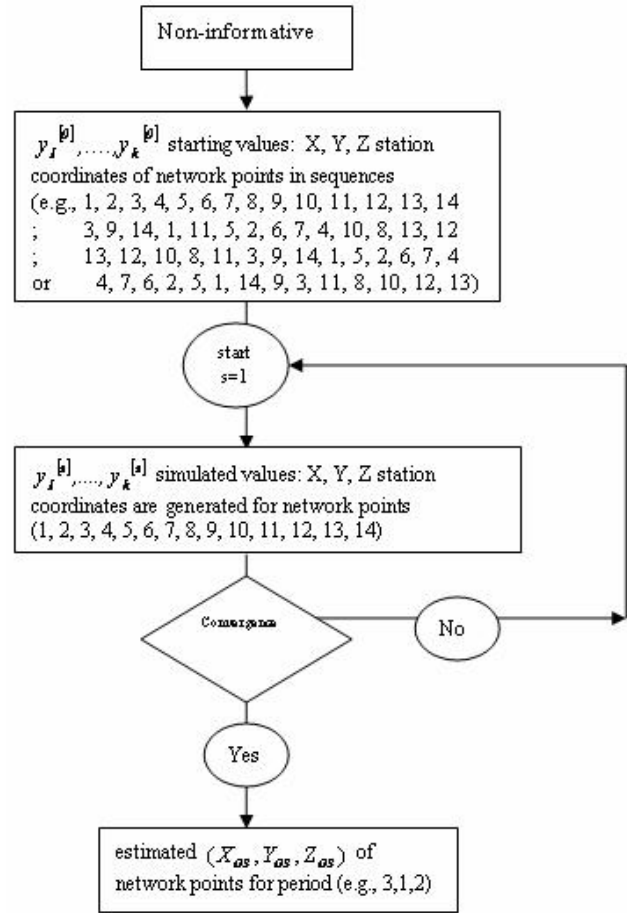 Non-informative
y₁^[0],....,y_k^[0] starting values: X, Y, Z station
coordinates of network points in sequences
(e.g., 1, 2, 3, 4, 5, 6, 7, 8, 9, 10, 11, 12, 13, 14
; 3, 9, 14, 1, 11, 5, 2, 6, 7, 4, 10, 8, 13, 12
; 13, 12, 10, 8, 11, 3, 9, 14, 1, 5, 2, 6, 7, 4
or 4, 7, 6, 2, 5, 1, 14, 9, 3, 11, 8, 10, 12, 13)
start
s=1
y₁^[s],...., y_k^[s] simulated values: X, Y, Z station
coordinates are generated for network points
(1, 2, 3, 4, 5, 6, 7, 8, 9, 10, 11, 12, 13, 14)
Convergence
No
Yes
estimated (X_os, Y_os, Z_os) of
network points for period (e.g., 3,1,2)